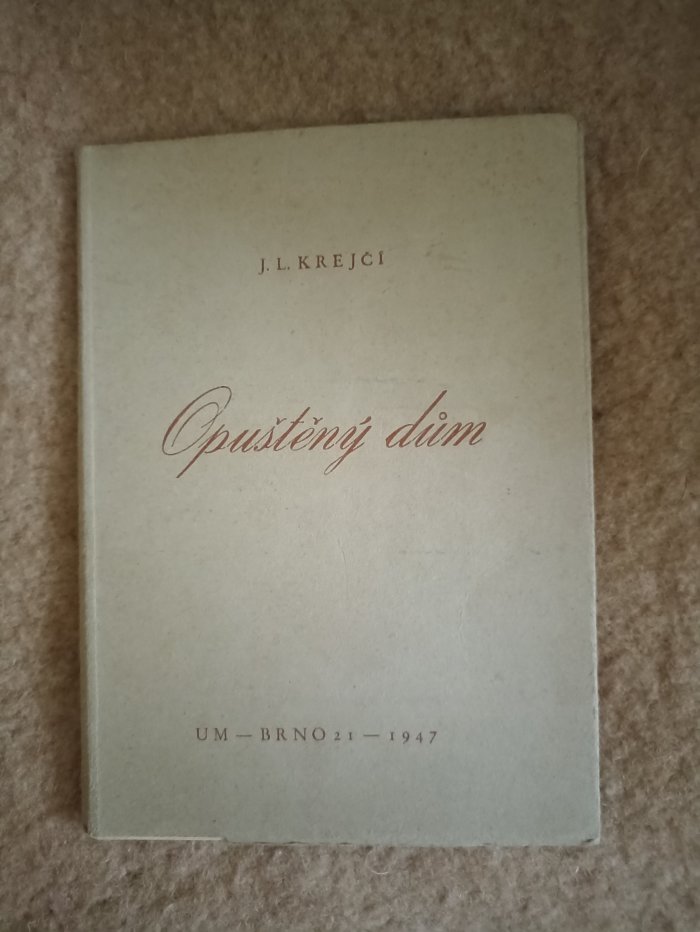 J. L. KREJČÍ
Opuštěný dům
UM — BRNO 21 — 1947